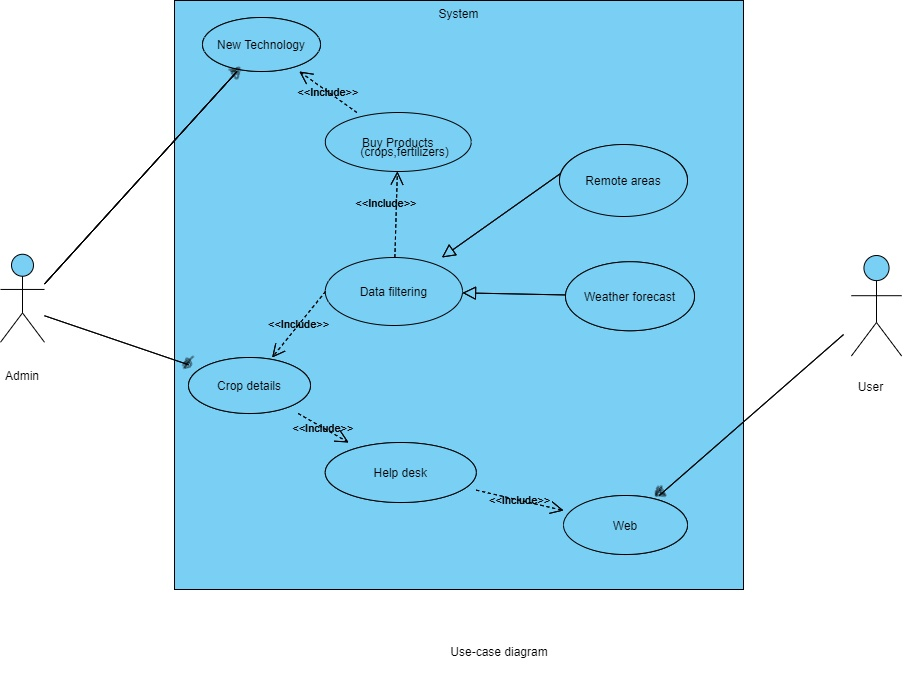 System
New Technology
<<Include>>
Buy Products
(crops,fertilizers)
Remote areas
<<Include>>
Data filtering
Weather forecast
<<Include>>
Admin
Crop details
User
<<Include>>
Help desk
<<Include>>
Web
Use-case diagram